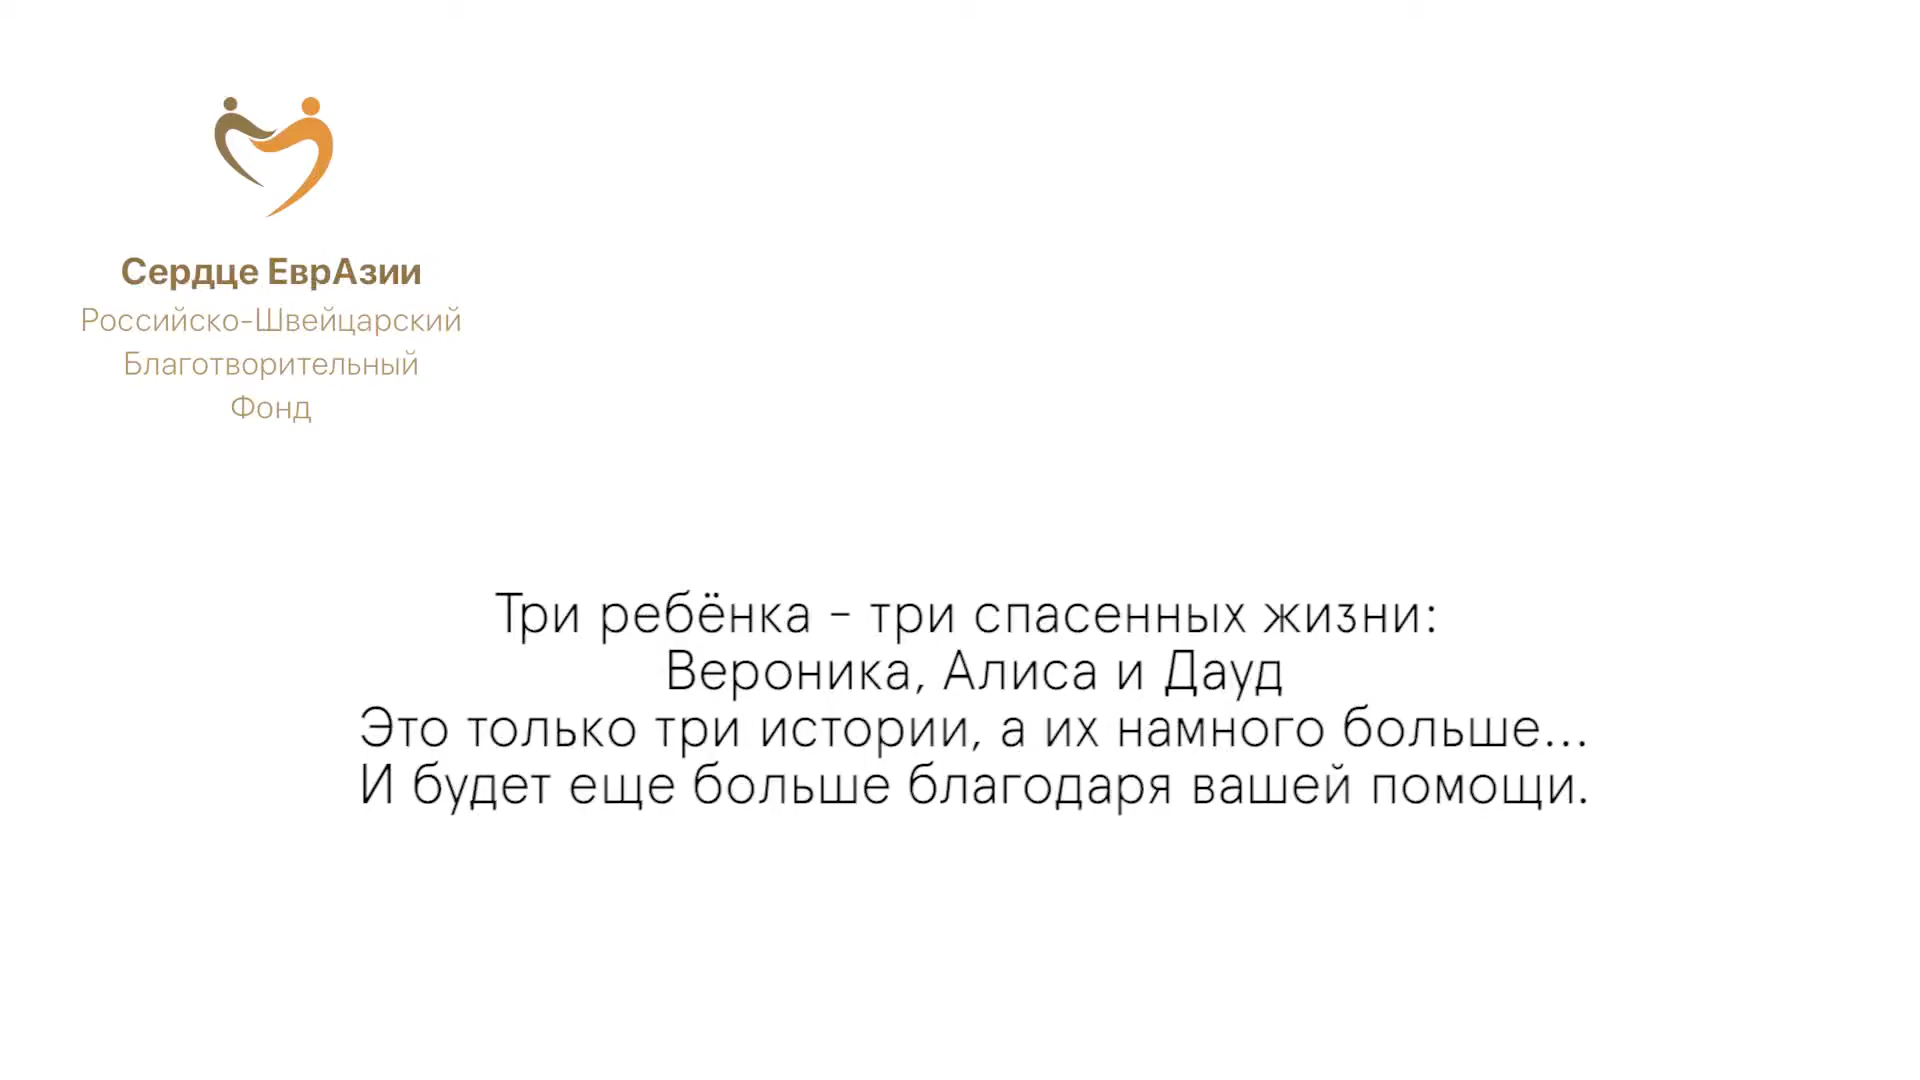 Сердце ЕврАзии
Российско-Швейцарский
Благотворительный
Фонд
Три ребёнка - три спасенных жизни:
Вероника, Алиса и Дауд
Это только три истории, а их намного больше...
И будет еще больше благодаря вашей помощи.